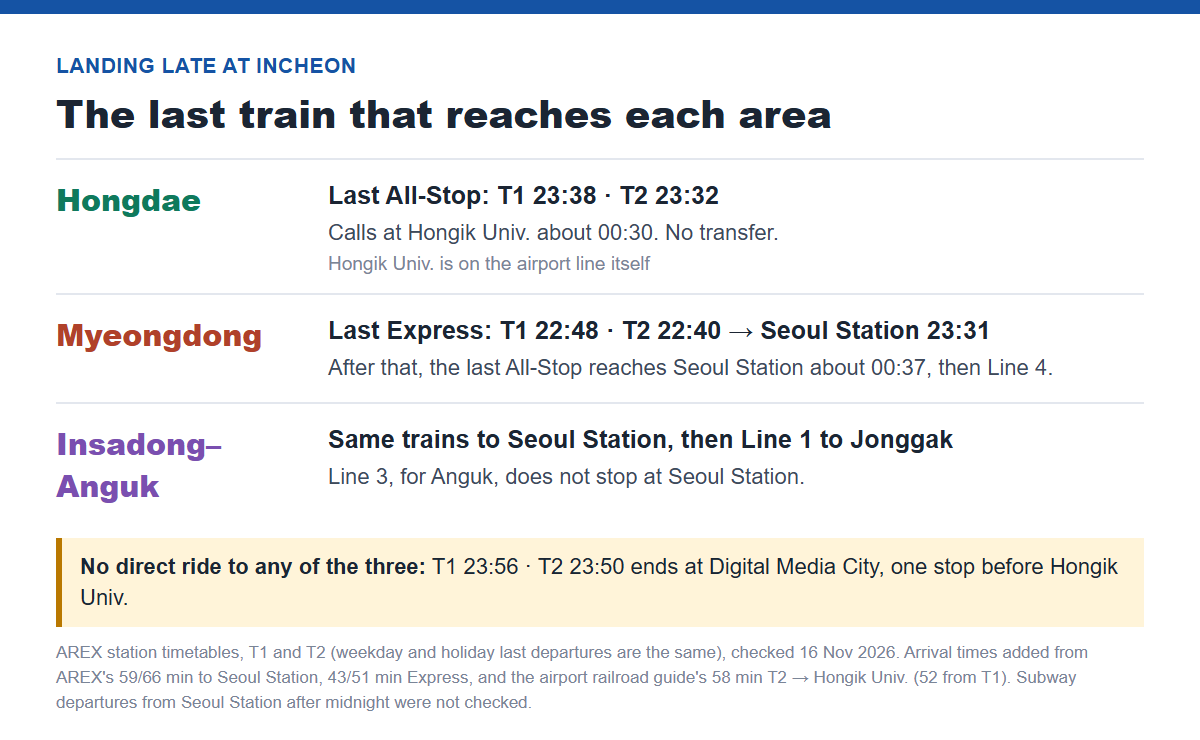 LANDING LATE AT INCHEON
The last train that reaches each area
Hongdae
Last All-Stop: T1 23:38 · T2 23:32
Calls at Hongik Univ. about 00:30. No transfer.
Hongik Univ. is on the airport line itself
Myeongdong
Last Express: T1 22:48 · T2 22:40 → Seoul Station 23:31
After that, the last All-Stop reaches Seoul Station about 00:37, then Line 4.
Insadong–
Anguk
Same trains to Seoul Station, then Line 1 to Jonggak
Line 3, for Anguk, does not stop at Seoul Station.
No direct ride to any of the three: T1 23:56 · T2 23:50 ends at Digital Media City, one stop before Hongik
Univ.
AREX station timetables, T1 and T2 (weekday and holiday last departures are the same), checked 16 Nov 2026. Arrival times added from
AREX's 59/66 min to Seoul Station, 43/51 min Express, and the airport railroad guide's 58 min T2 → Hongik Univ. (52 from T1). Subway
departures from Seoul Station after midnight were not checked.